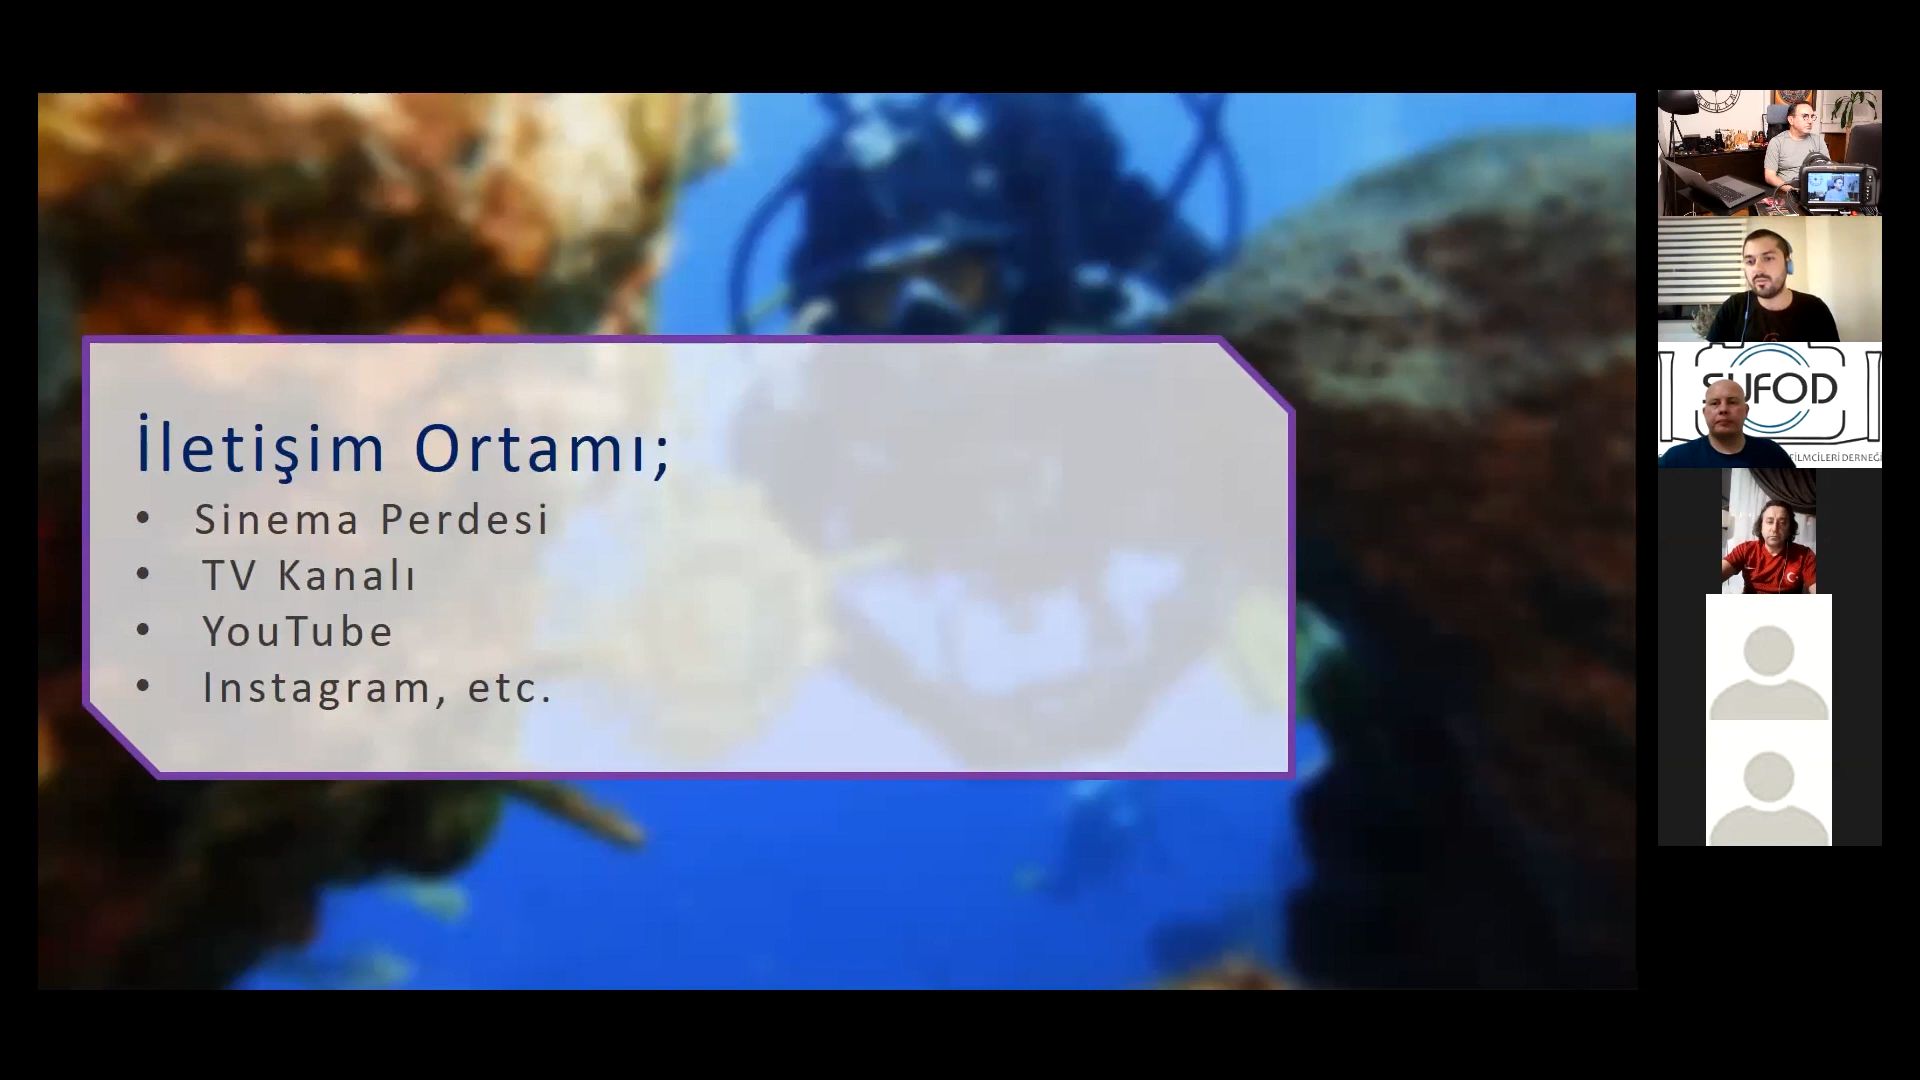 İletişim Ortamı;
• Sinema Perdesi
• TV Kanalı
• YouTube
• Instagram, etc.
SUFOD
FİLMCİLERİ DERNEĞİ